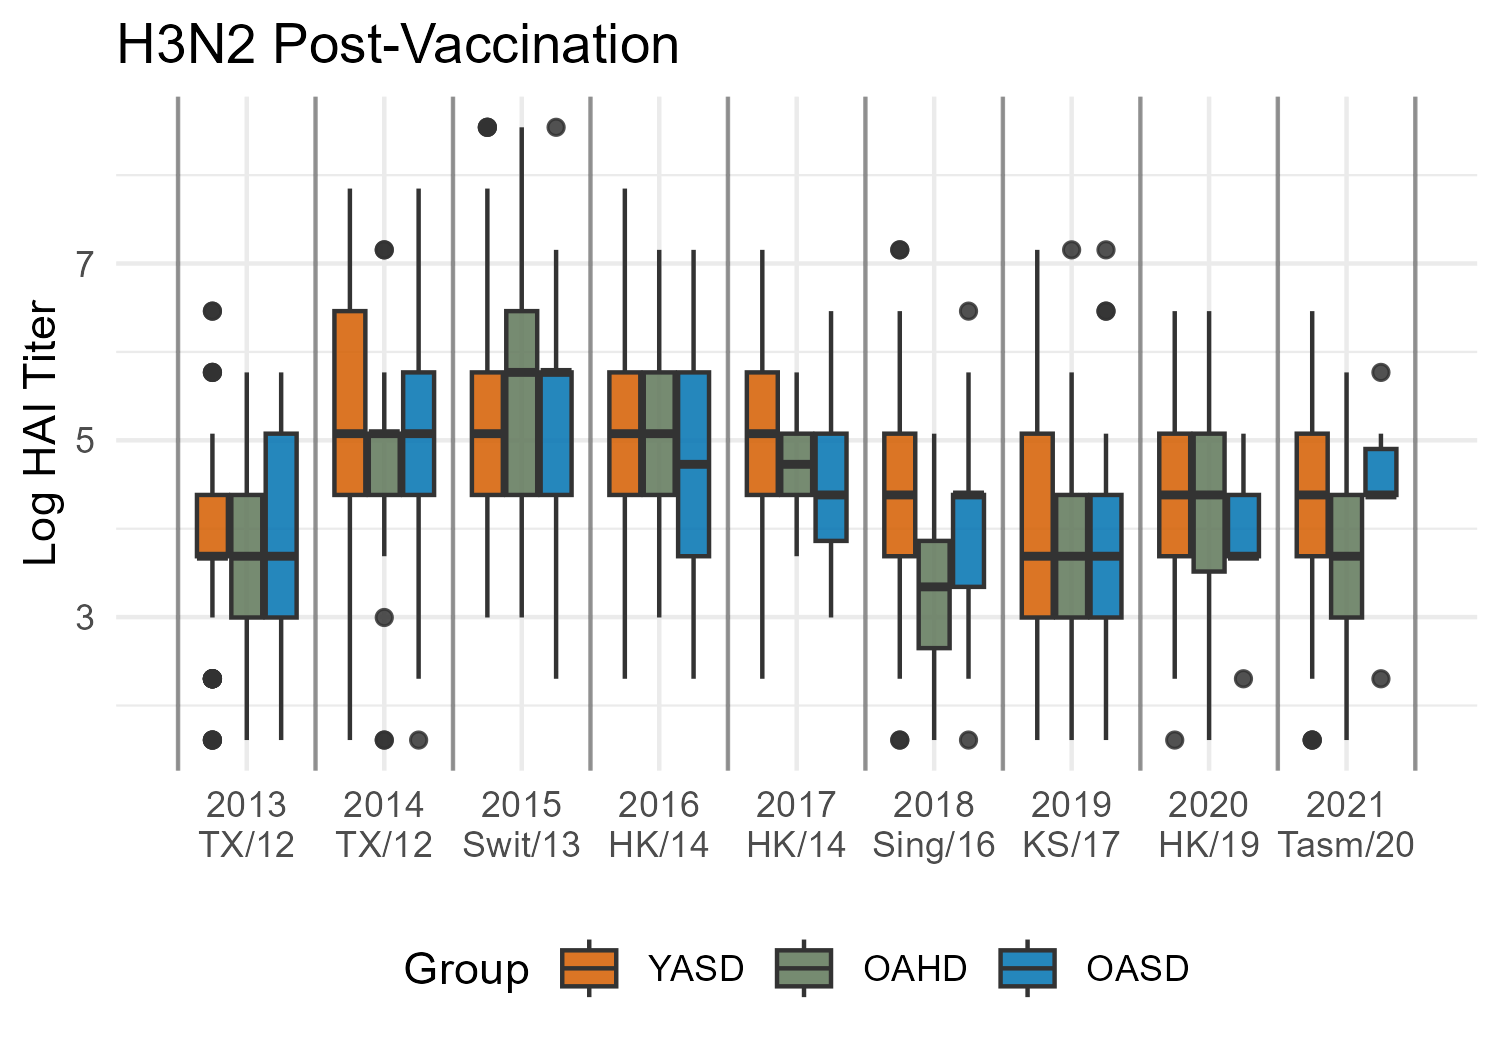 H3N2 Post-Vaccination
Log HAI Titer
7
5
3
2013 2014 2015 2016 2017 2018 2019 2020 2021
TX/12 TX/12 Swit/13 HK/14 HK/14 Sing/16 KS/17 HK/19 Tasm/20
Group YASD OAHD OASD